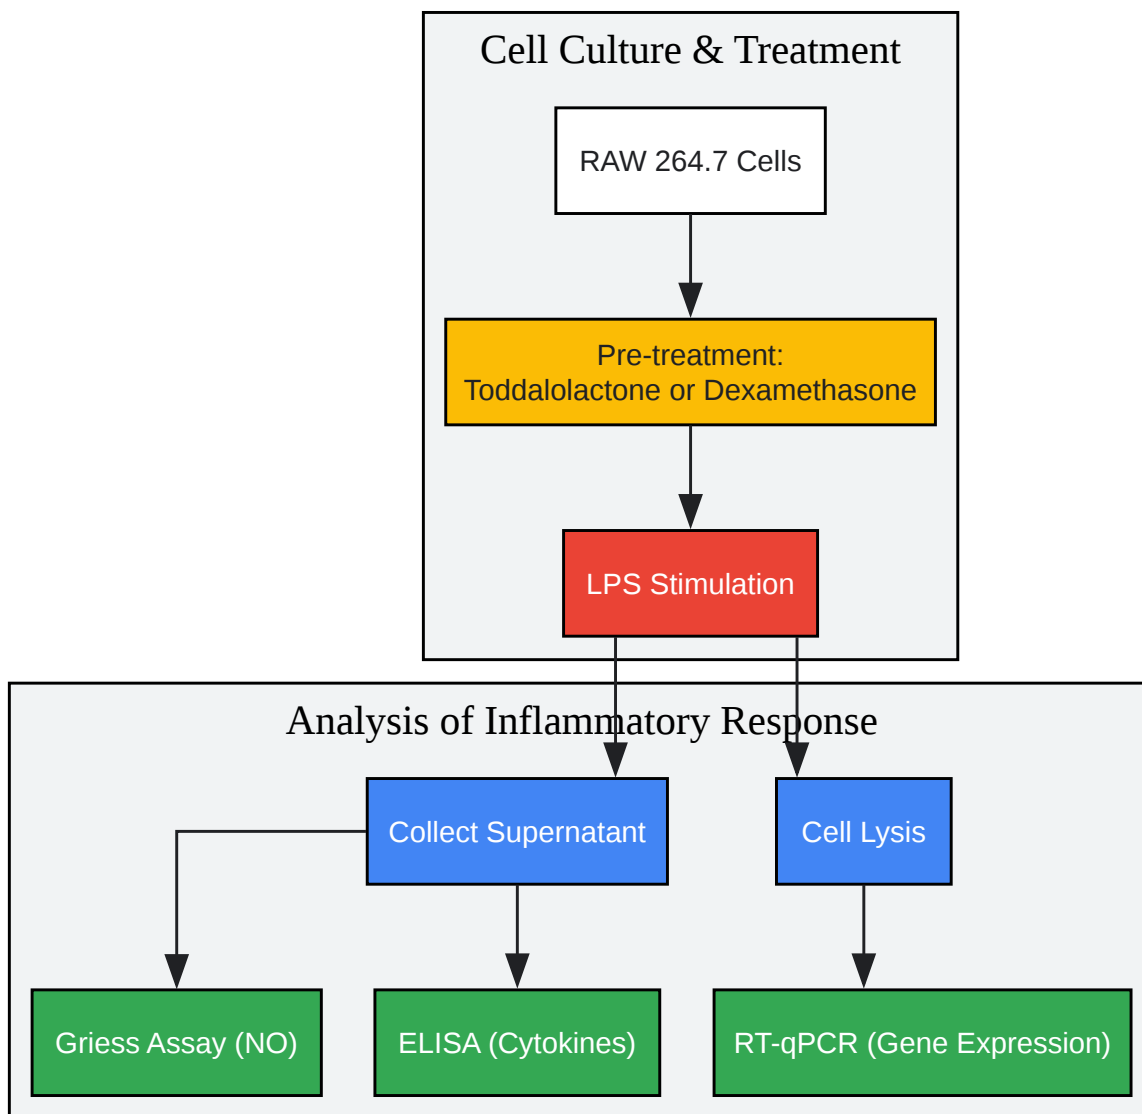 Cell Culture & Treatment
RAW 264.7 Cells
Pre-treatment:
Toddalolactone or Dexamethasone
LPS Stimulation
Analysis of Inflammatory Response
Collect Supernatant
Cell Lysis
Griess Assay (NO)
ELISA (Cytokines)
RT-qPCR (Gene Expression)